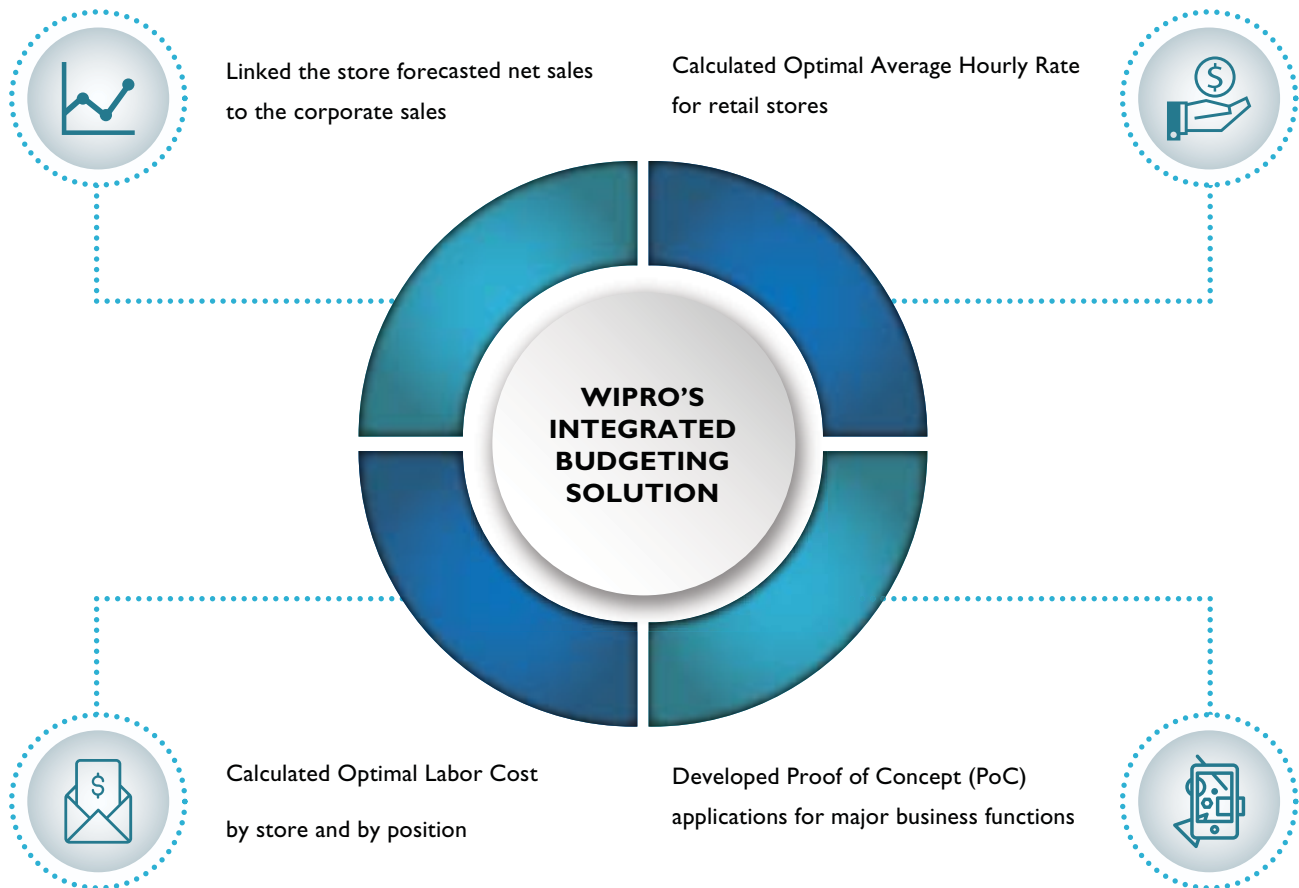 Linked the store forecasted net sales
to the corporate sales
Calculated Optimal Average Hourly Rate
for retail stores
$
WIPRO’S
INTEGRATED
BUDGETING
SOLUTION
$
Calculated Optimal Labor Cost
by store and by position
Developed Proof of Concept (PoC)
applications for major business functions